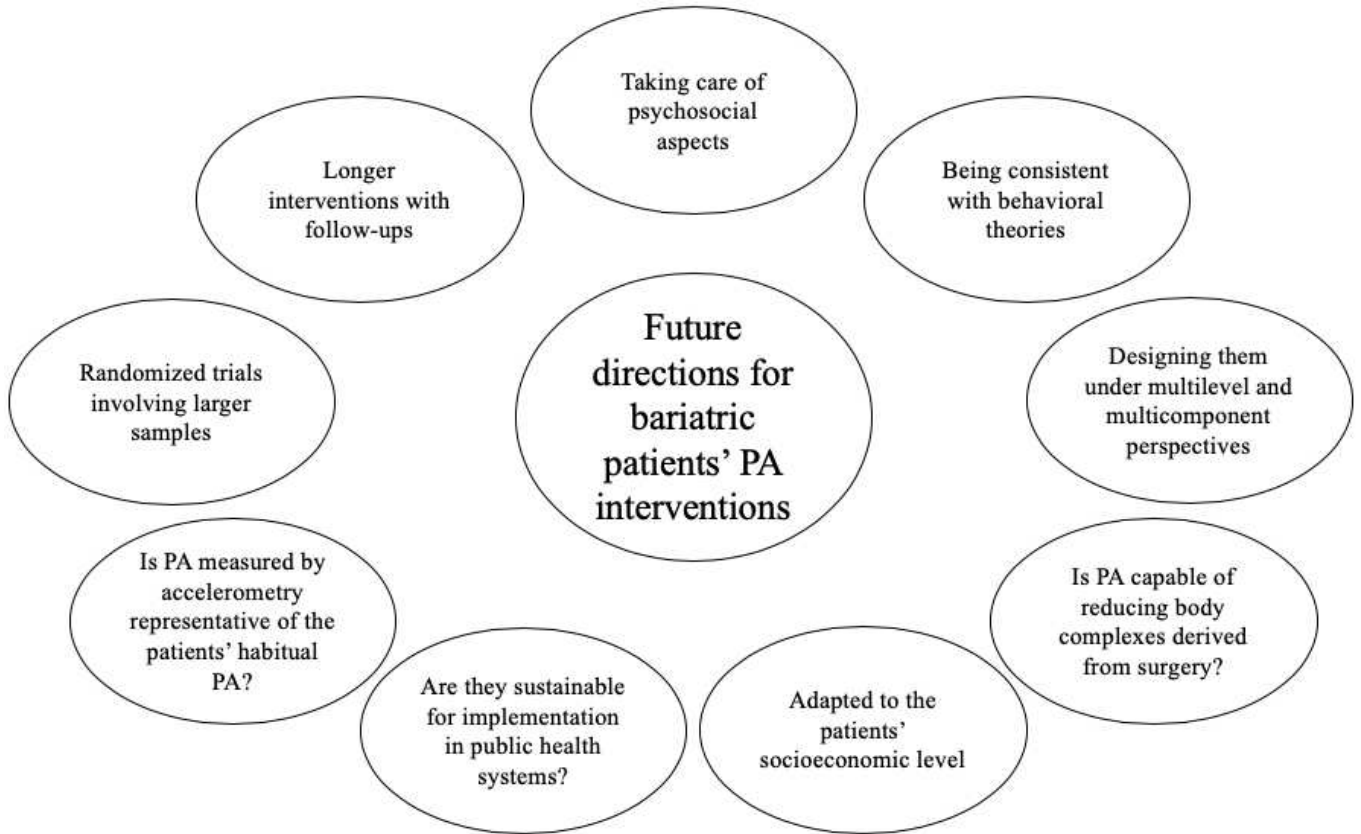 Taking care of
psychosocial
aspects
Longer
interventions with
follow-ups
Being consistent
with behavioral
theories
Future
directions for
bariatric
patients’ PA
interventions
Randomized trials
involving larger
samples
Designing them
under multilevel and
multicomponent
perspectives
Is PA measured by
accelerometry
representative of the
patients’ habitual
PA?
Is PA capable of
reducing body
complexes derived
from surgery?
Are they sustainable
for implementation
in public health
systems?
Adapted to the
patients’
socioeconomic level